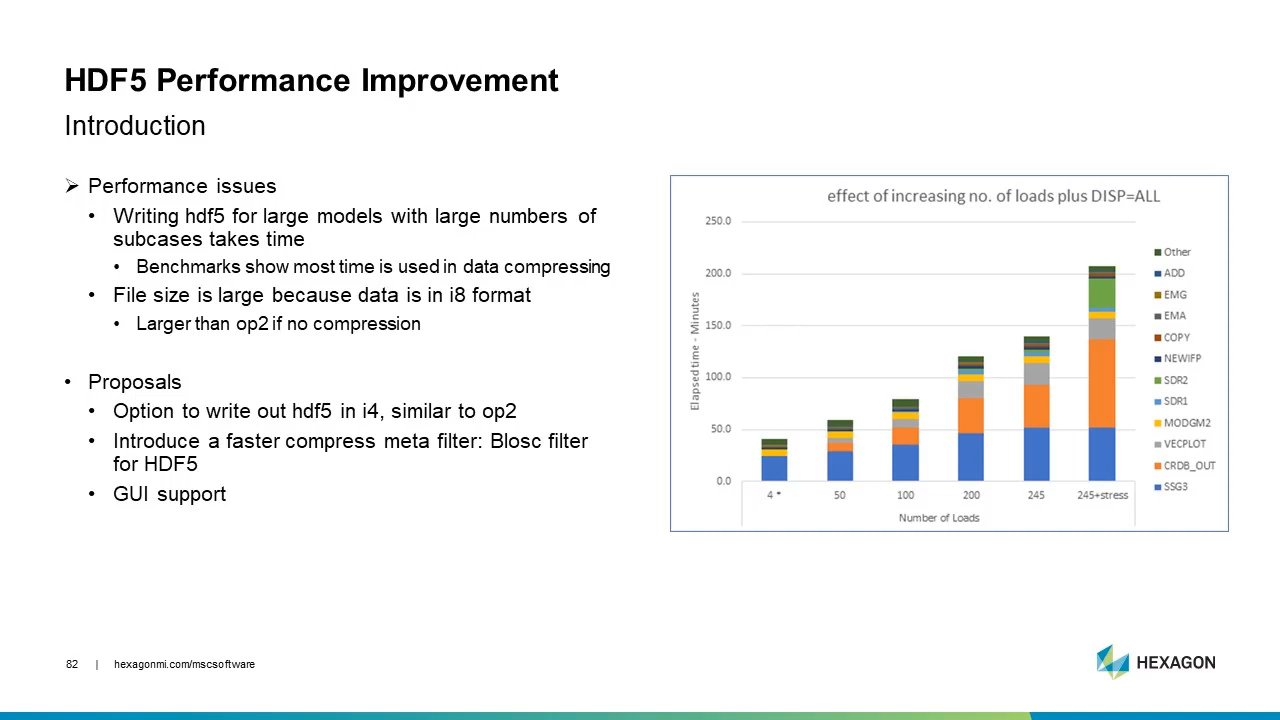 HDF5 Performance Improvement
Introduction
➢ Performance issues
• Writing hdf5 for large models with large numbers of
subcases takes time
• Benchmarks show most time is used in data compressing
• File size is large because data is in i8 format
• Larger than op2 if no compression
• Proposals
• Option to write out hdf5 in i4, similar to op2
• Introduce a faster compress meta filter: Blosc filter
for HDF5
• GUI support
effect of increasing no. of loads plus DISP=ALL
Elapsed time - Minutes
250.0
200.0
150.0
100.0
50.0
0.0
4 * 50 100 200 245 245+stress
Number of Loads
Other
ADD
EMG
EMA
COPY
NEWIFP
SDR2
SDR1
MODGM2
VECPLOT
CRDB_OUT
SSG3
82 | hexagonmi.com/mscsoftware
HEXAGON